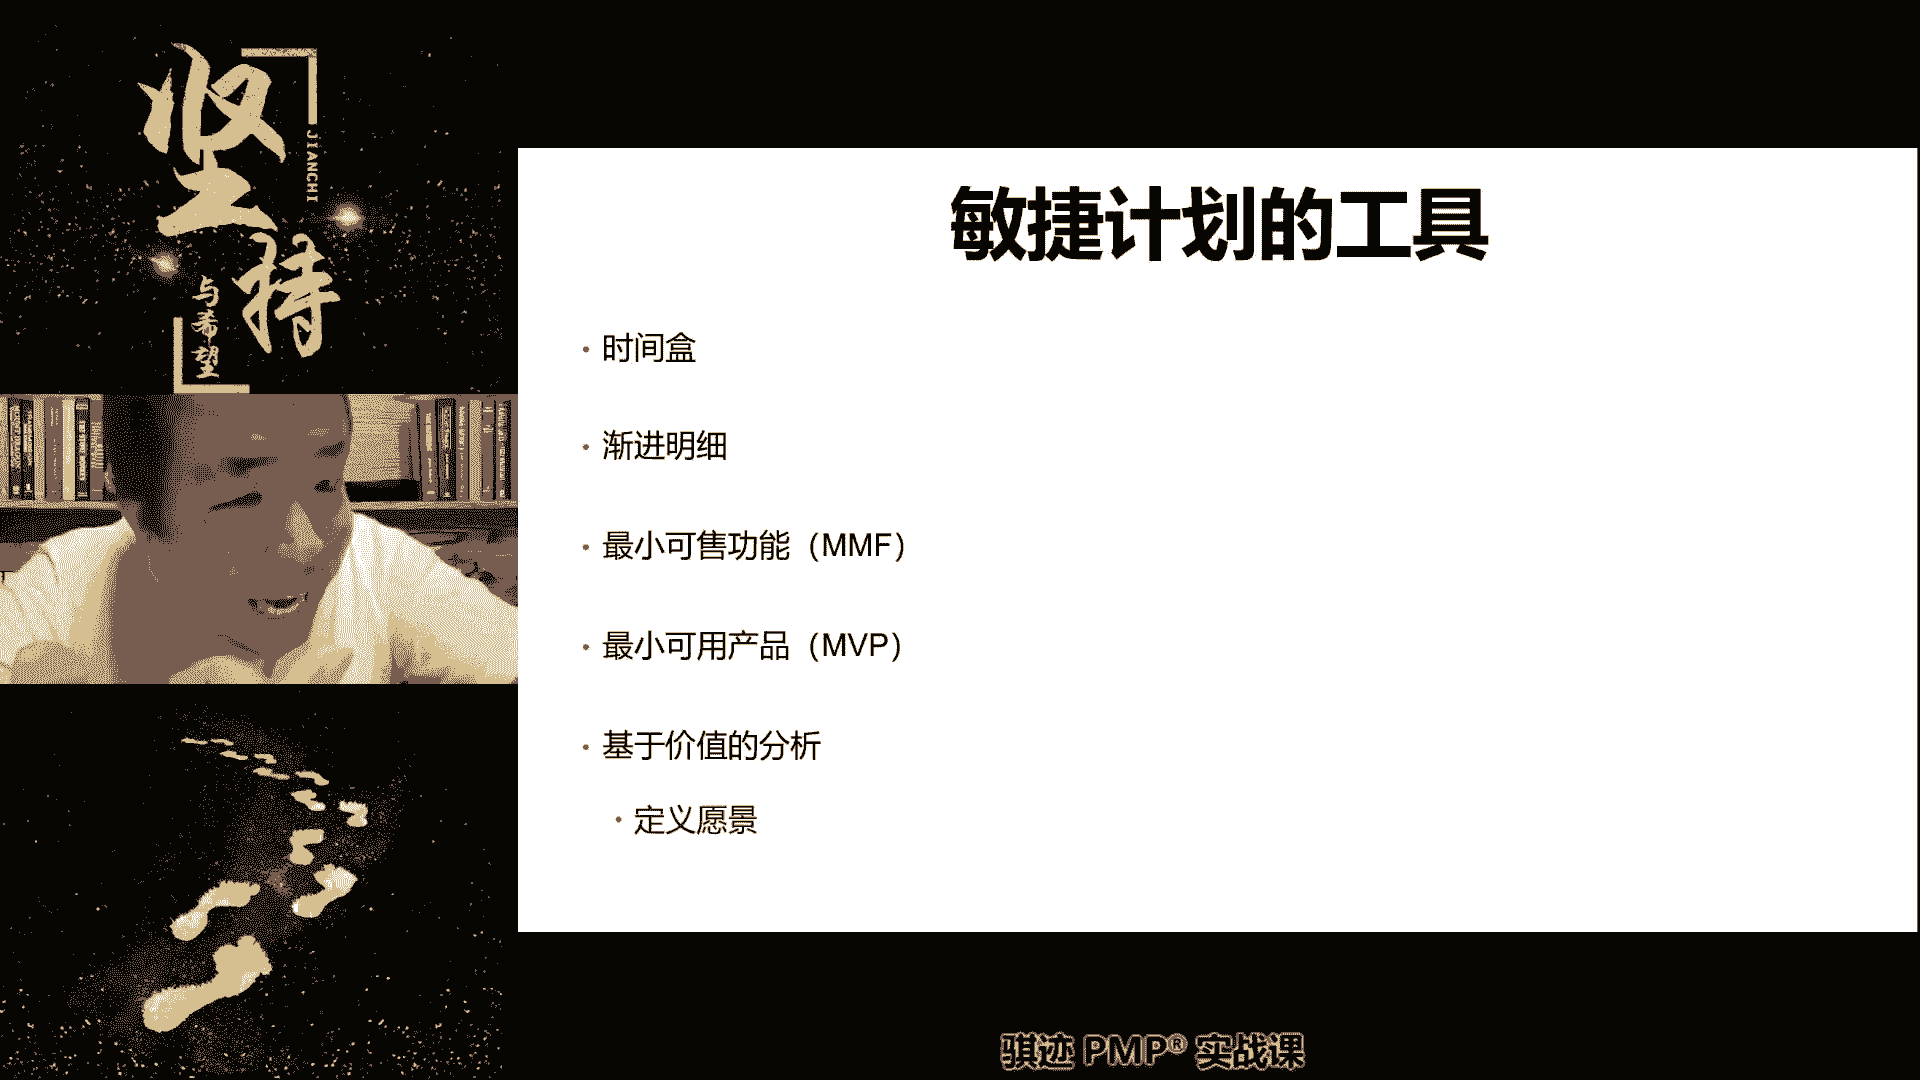 坚持
JIANCHI
与希望
敏捷计划的工具
• 时间盒
• 渐进明细
• 最小可售功能（MMF）
• 最小可用产品（MVP）
• 基于价值的分析
• 定义愿景
骐迹 PMP® 实战课